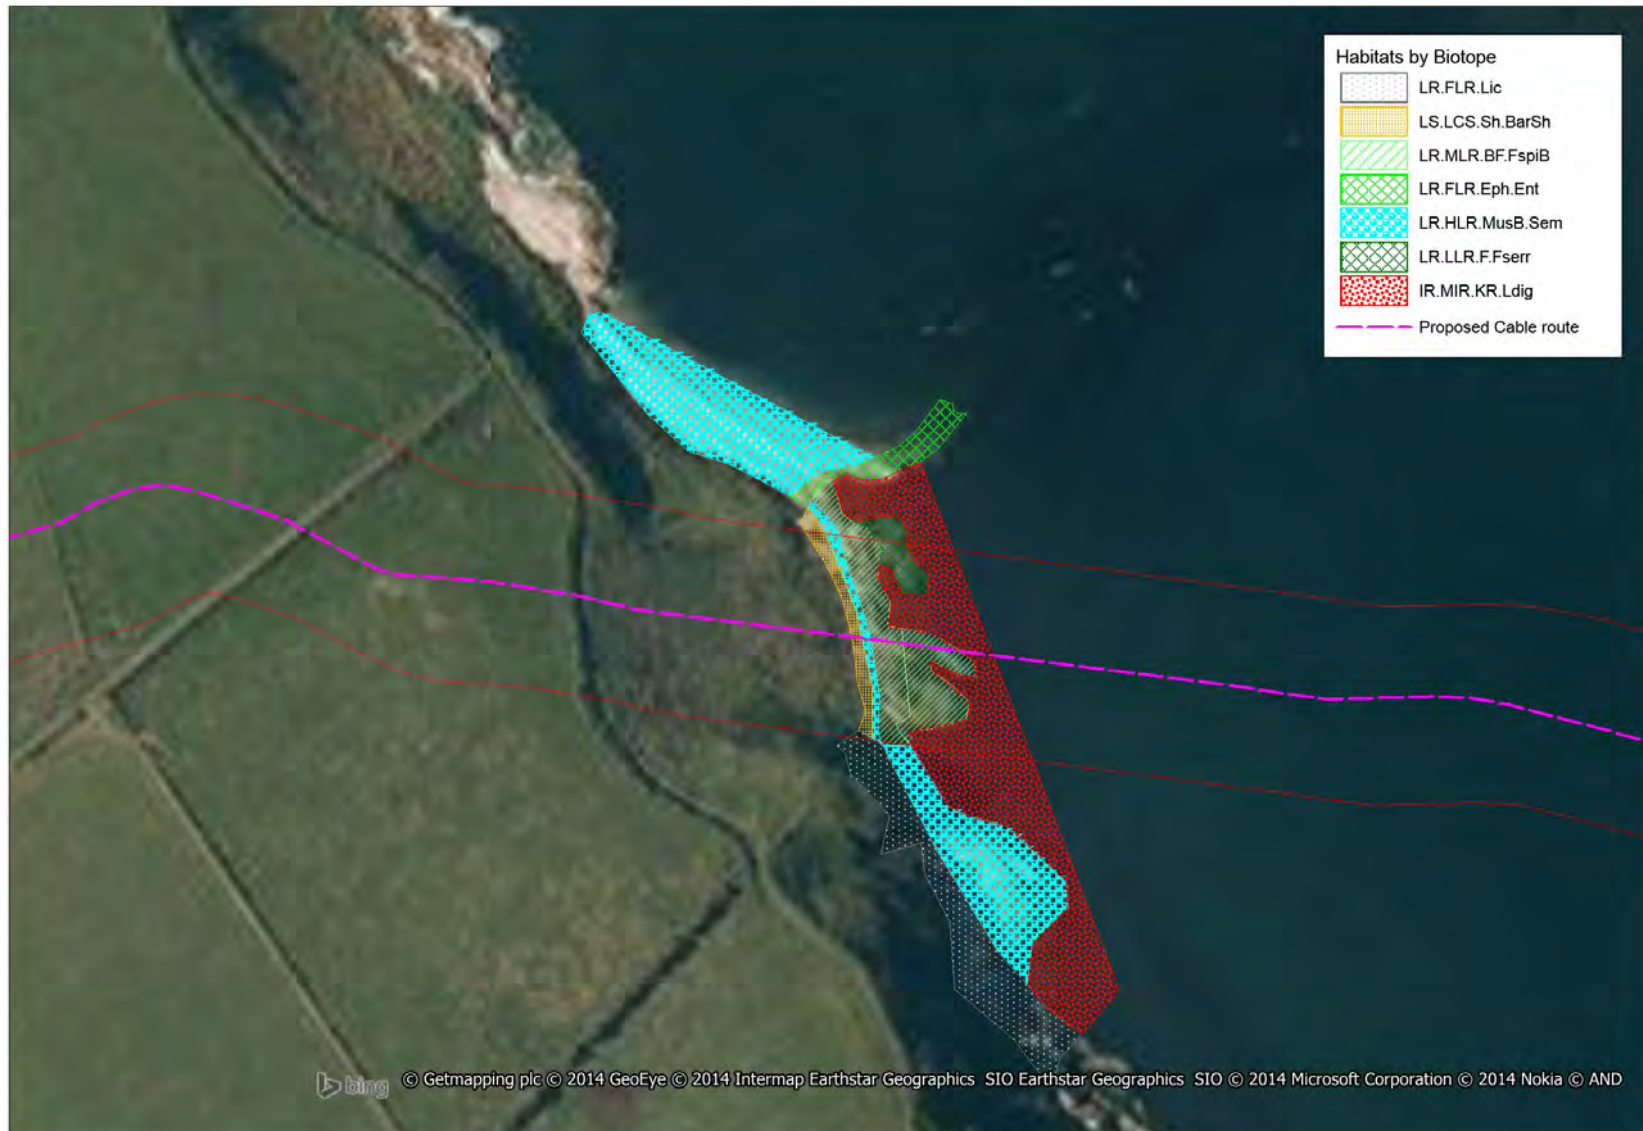 Habitats by Biotope
LR.FLR.Lic
LS.LCS.Sh.BarSh
LR.MLR.BF.FspiB
LR.FLR.Eph.Ent
LR.HLR.MusB.Sem
LR.LLR.F.Fserr
IR.MIR.KR.Ldig
Proposed Cable route
bing © Getmapping plc © 2014 GeoEye © 2014 Intermap Earthstar Geographics SIO Earthstar Geographics SIO © 2014 Microsoft Corporation © 2014 Nokia © AND